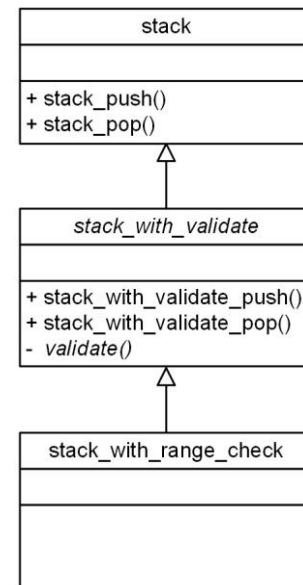 stack
+ stack_push()
+ stack_pop()
stack_with_validate
+ stack_with_validate_push()
+ stack_with_validate_pop()
- validate()
stack_with_range_check